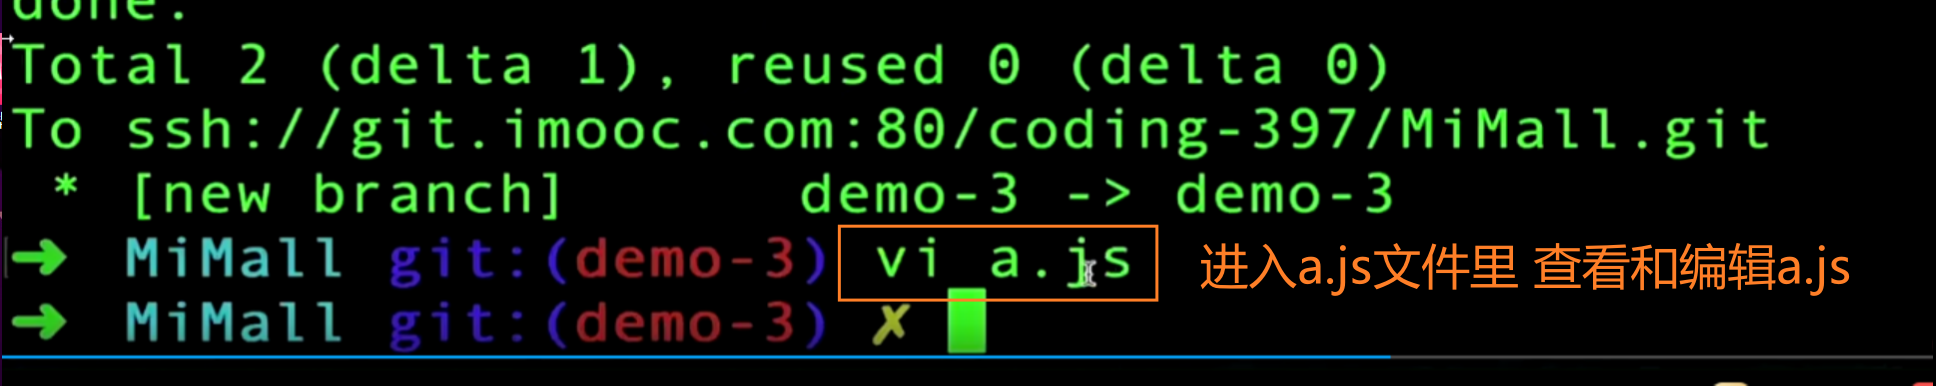 done.
Total 2 (delta 1), reused 0 (delta 0)
To ssh://git.imooc.com:80/coding-397/MiMall.git
* [new branch] demo-3 -> demo-3
➜ MiMall git:(demo-3) vi a.js 进入a.js文件里 查看和编辑a.js
➜ MiMall git:(demo-3) ✗